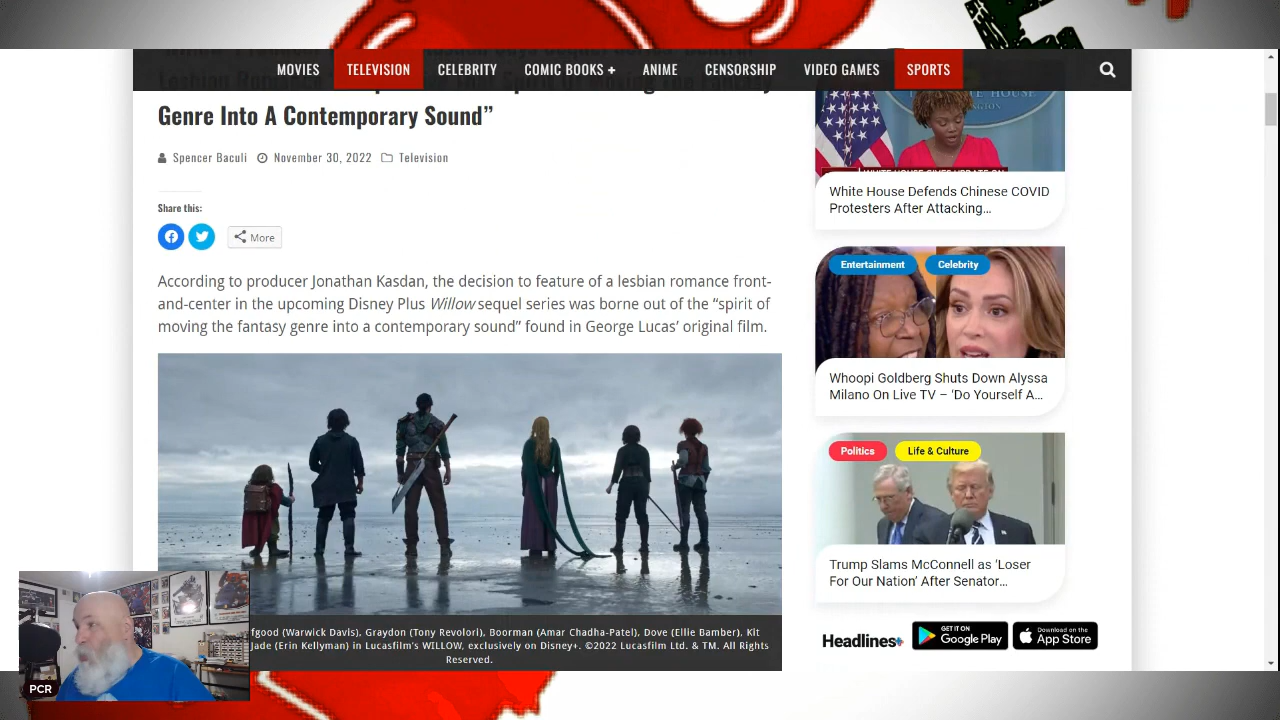 MOVIES TELEVISION CELEBRITY COMIC BOOKS + ANIME CENSORSHIP VIDEO GAMES SPORTS
Genre Into A Contemporary Sound”
Spencer Baculi November 30, 2022 Television
Share this:
More
According to producer Jonathan Kasdan, the decision to feature of a lesbian romance front-
and-center in the upcoming Disney Plus Willow sequel series was borne out of the “spirit of
moving the fantasy genre into a contemporary sound” found in George Lucas’ original film.
fgood (Warwick Davis), Graydon (Tony Revolori), Boorman (Amar Chadha-Patel), Dove (Ellie Bamber), Kit
Jade (Erin Kellyman) in Lucasfilm's WILLOW, exclusively on Disney+. ©2022 Lucasfilm Ltd. & TM. All Rights
Reserved.
PCR
White House Defends Chinese COVID
Protesters After Attacking...
Entertainment Celebrity
Whoopi Goldberg Shuts Down Alyssa
Milano On Live TV – 'Do Yourself A...
Politics Life & Culture
Trump Slams McConnell as 'Loser
For Our Nation' After Senator...
Headlines+
GET IT ON
Google Play
Download on the
App Store